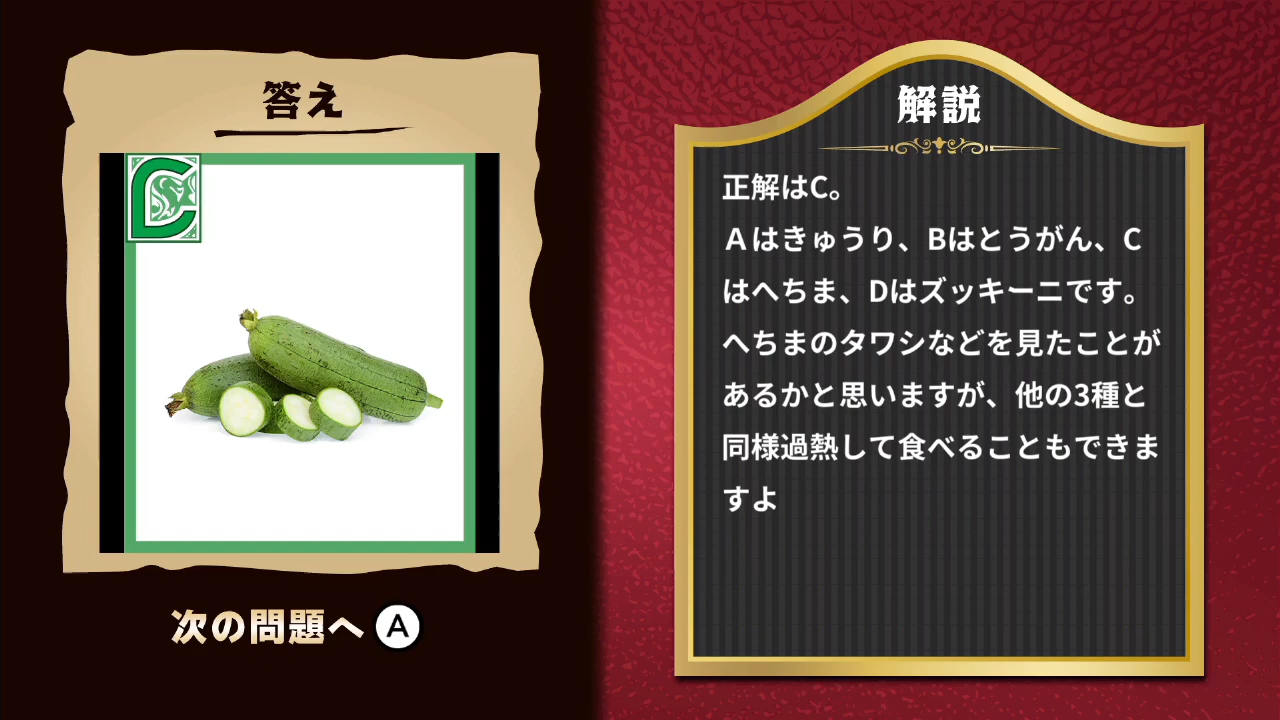 答え
C
次の問題へ A
解説
正解はC。
Ａはきゅうり、Bはとうがん、C
はへちま、Dはズッキーニです。
へちまのタワシなどを見たことが
あるかと思いますが、他の3種と
同様過熱して食べることもできま
すよ